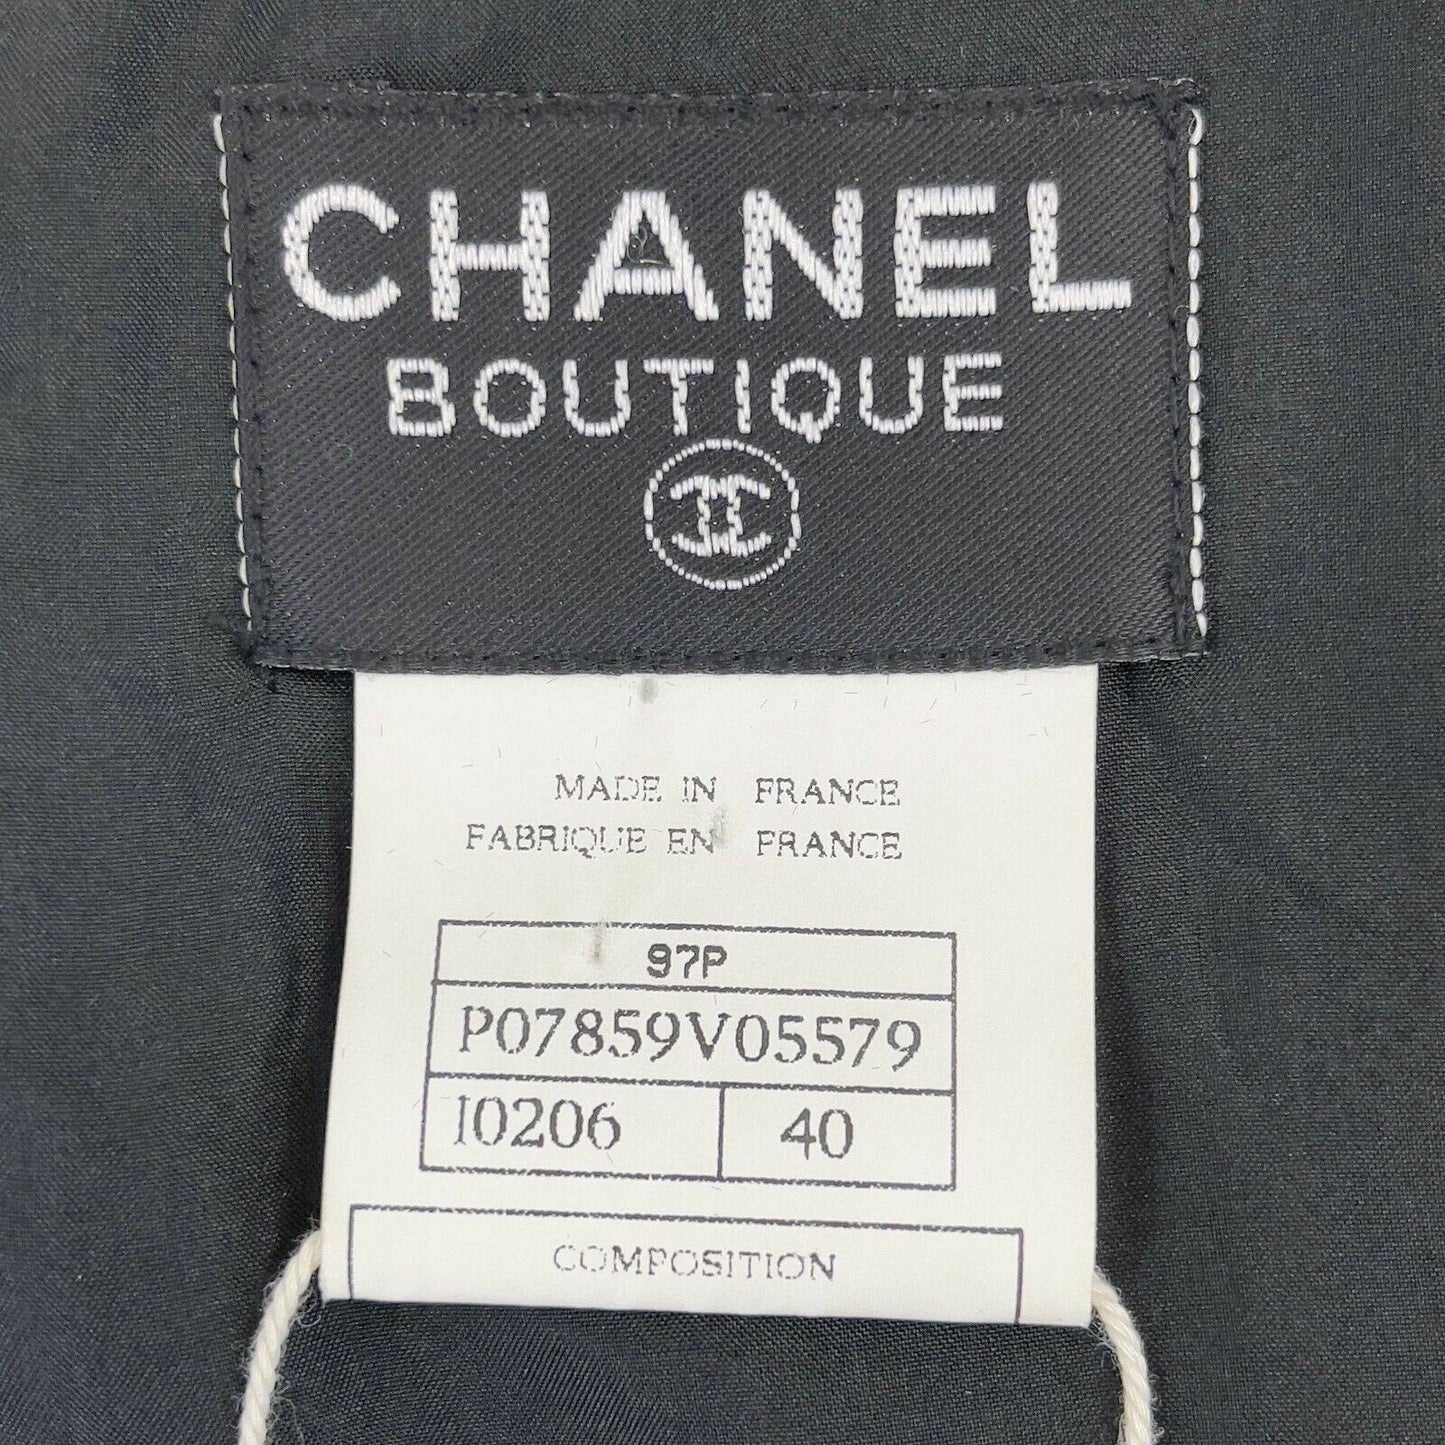 CHANEL
BOUTIQUE
MADE IN FRANCE
FABRIQUE EN FRANCE
97P
P07859V05579
I0206 40
COMPOSITION